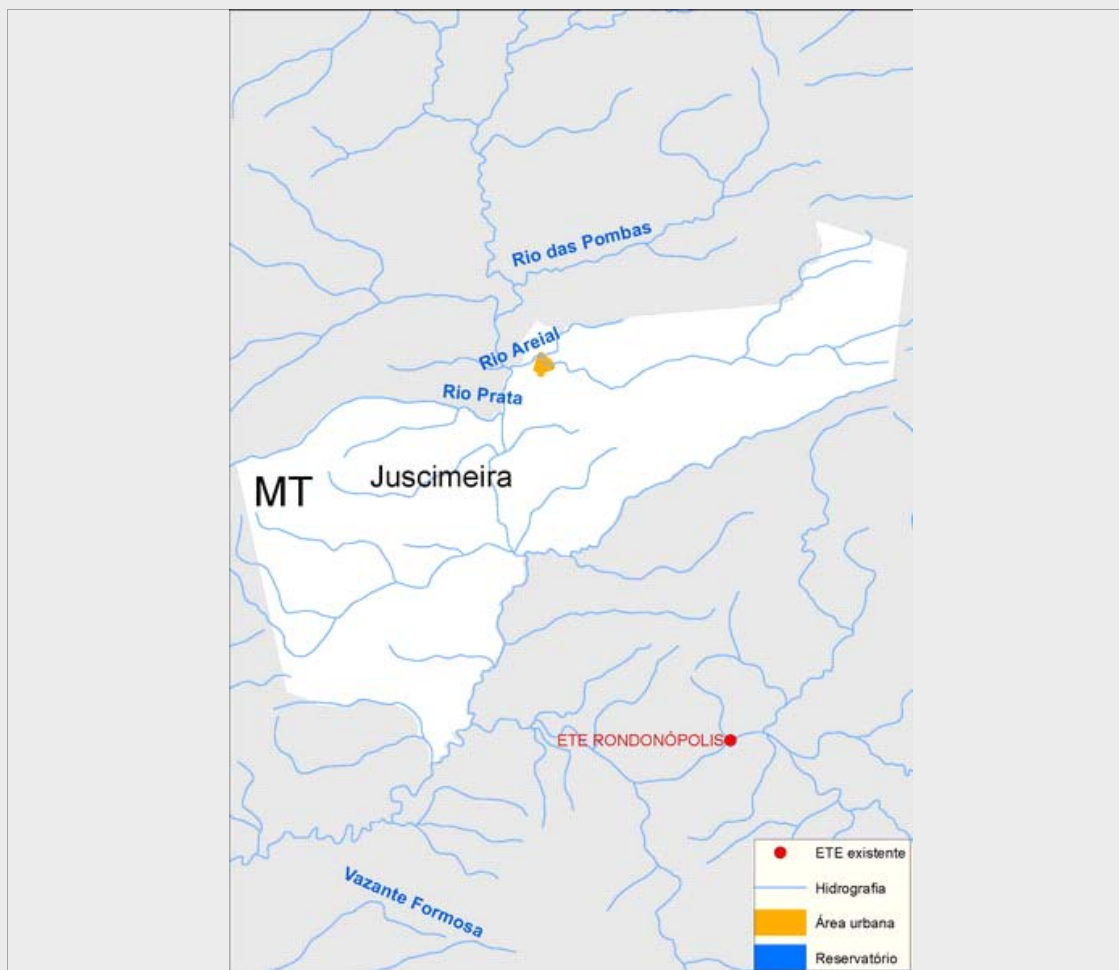 Rio das Pombas
Rio Areial
Rio Prata
MT
Juscimeira
ETE RONDONÓPOLIS
Vazante Formosa
ETE existente
Hidrografia
Área urbana
Reservatório